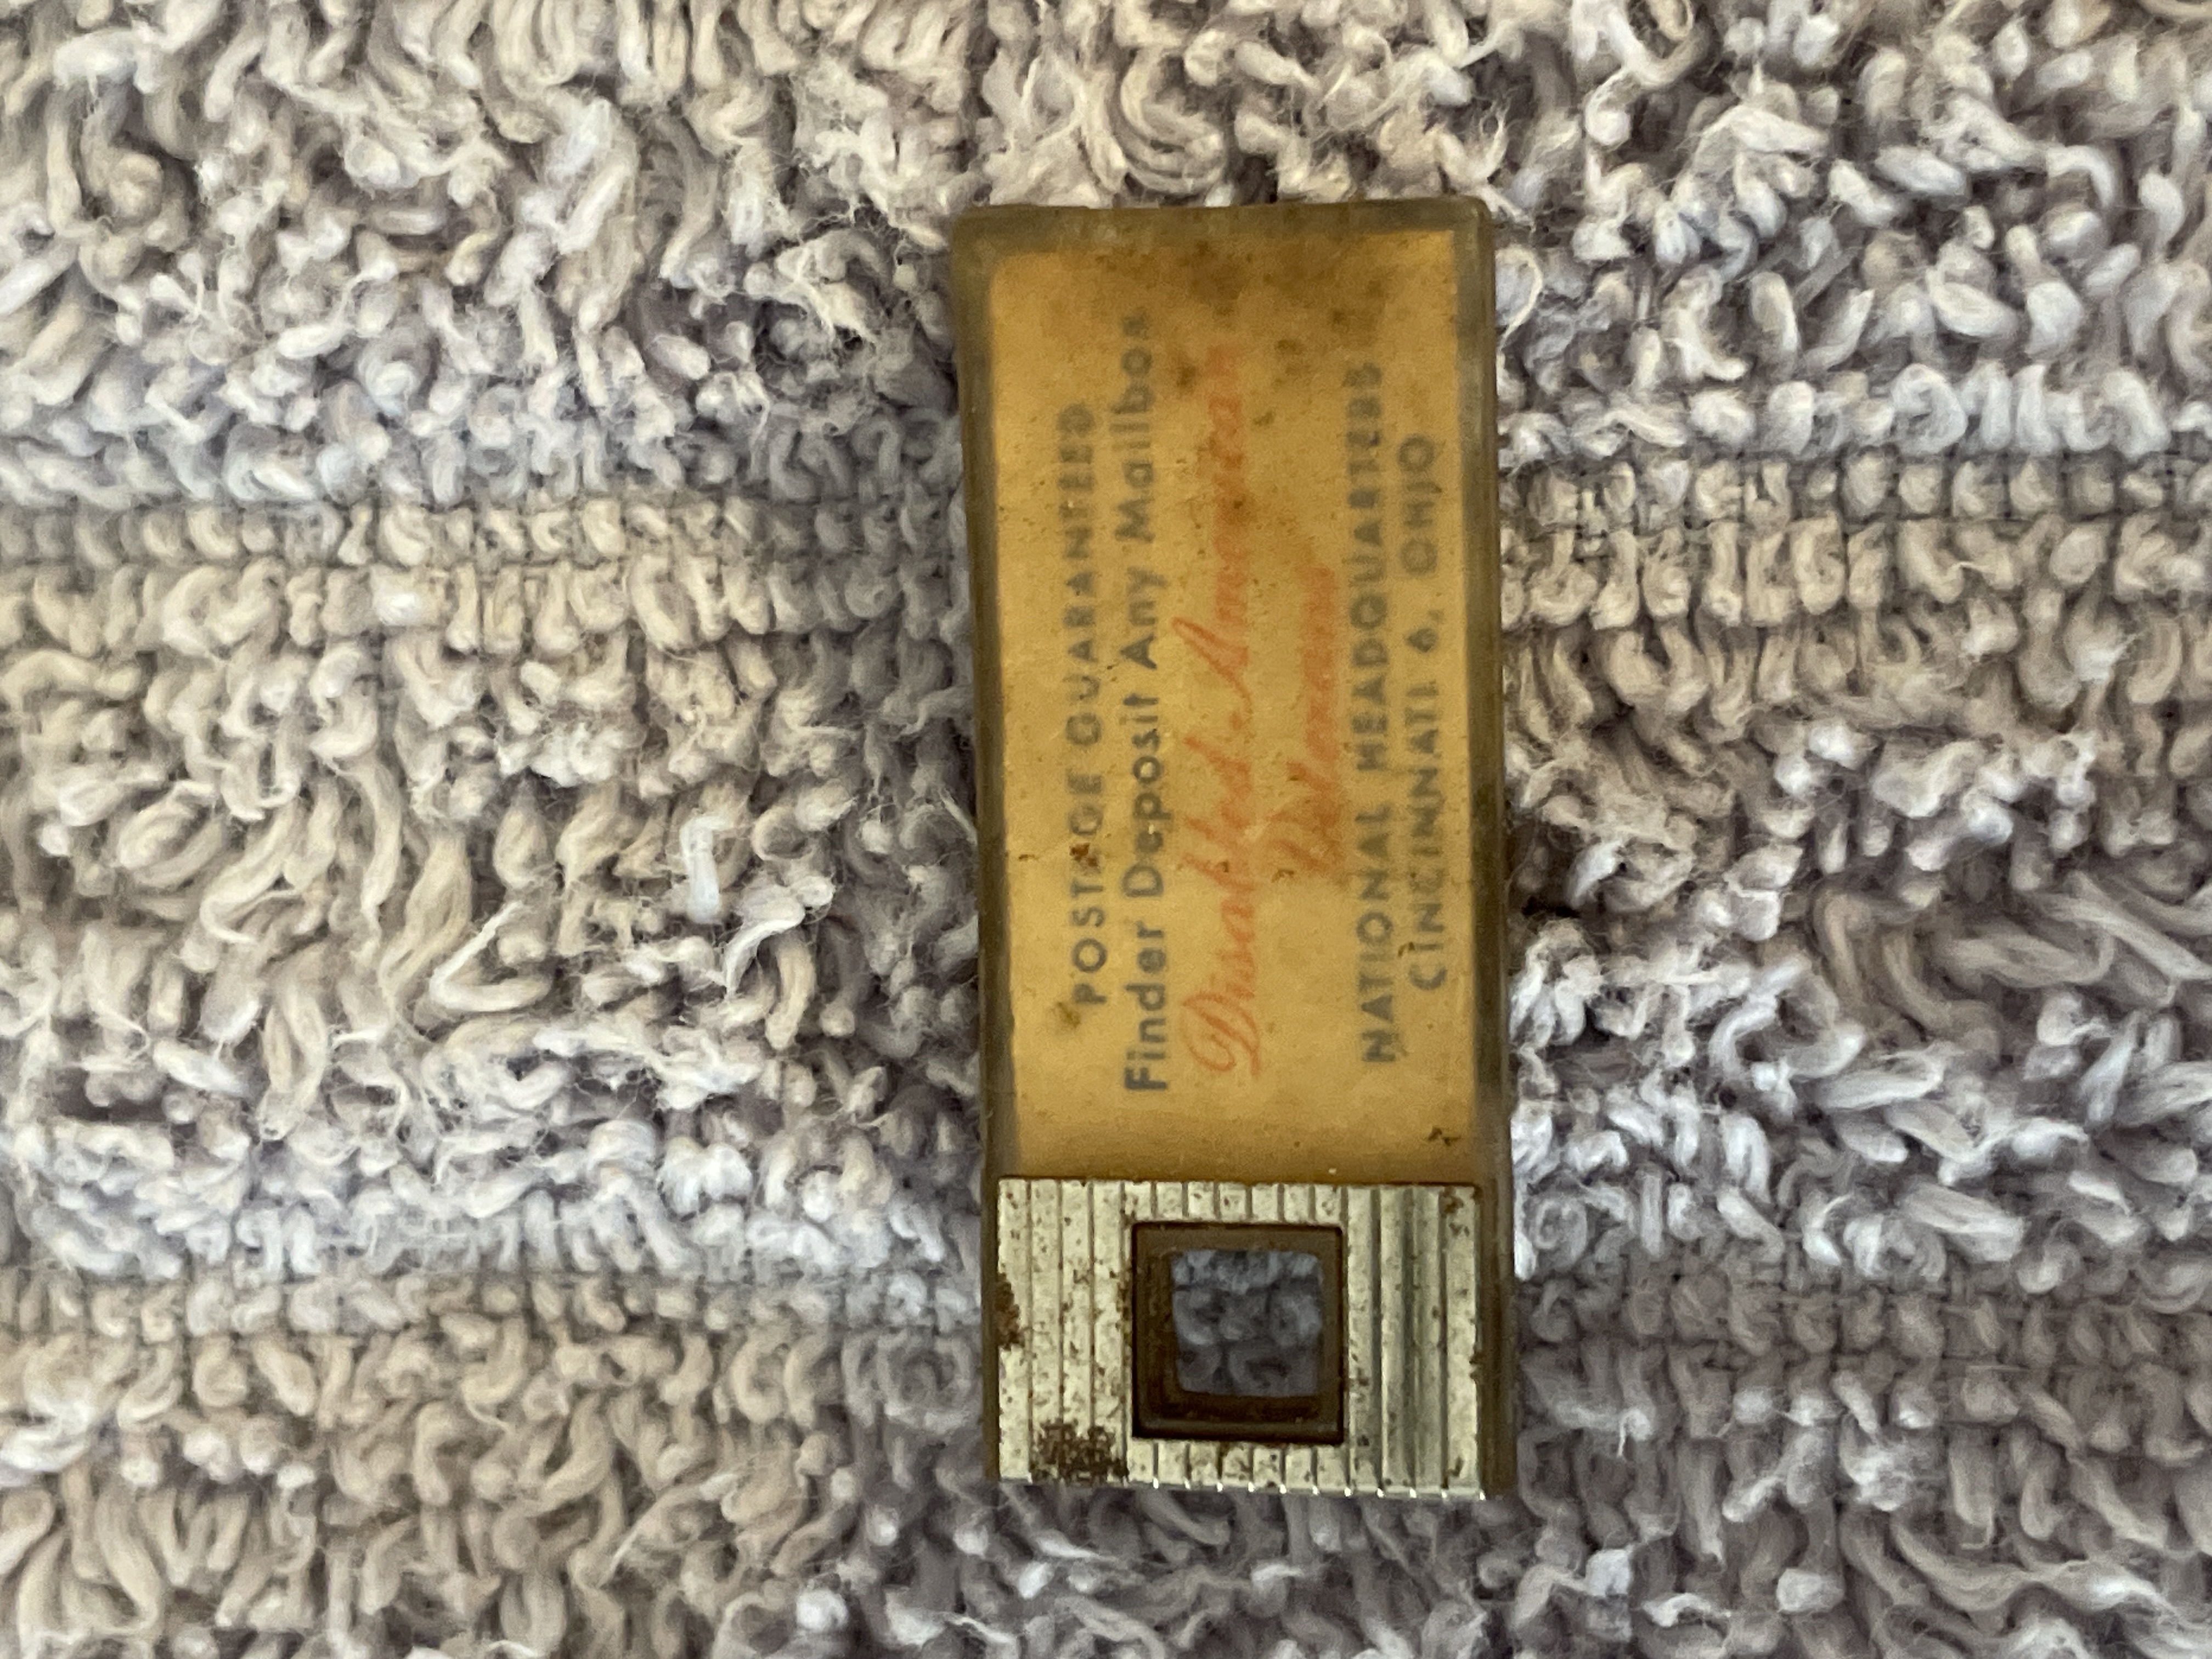 POSTAGE GUARANTEED
Finder Deposit Any Mailbox
Disabled American
Veterans
NATIONAL HEADQUARTERS
CINCINNATI 6, OHIO